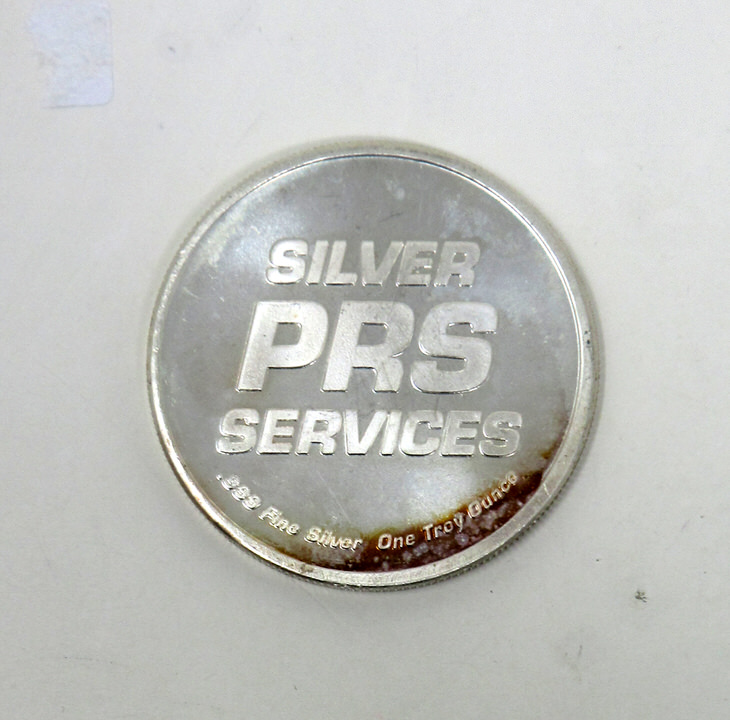 SILVER
PRS
SERVICES
.999 Fine Silver One Troy Ounce